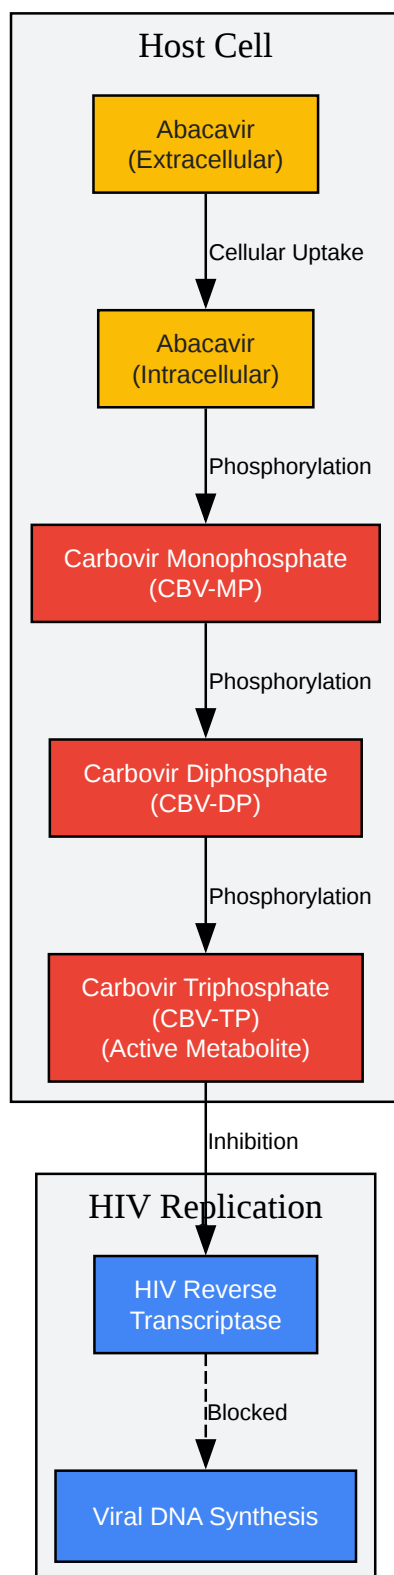 Host Cell
Abacavir
(Extracellular)
Cellular Uptake
Abacavir
(Intracellular)
Phosphorylation
Carbovir Monophosphate
(CBV-MP)
Phosphorylation
Carbovir Diphosphate
(CBV-DP)
Phosphorylation
Carbovir Triphosphate
(CBV-TP)
(Active Metabolite)
Inhibition
HIV Replication
HIV Reverse
Transcriptase
Blocked
Viral DNA Synthesis